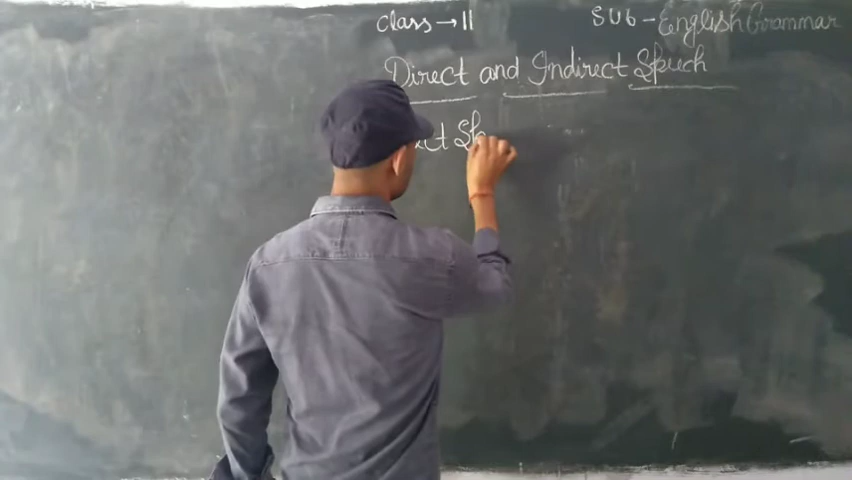 Class → 11 SUB - English Grammar
Direct and Indirect Speech